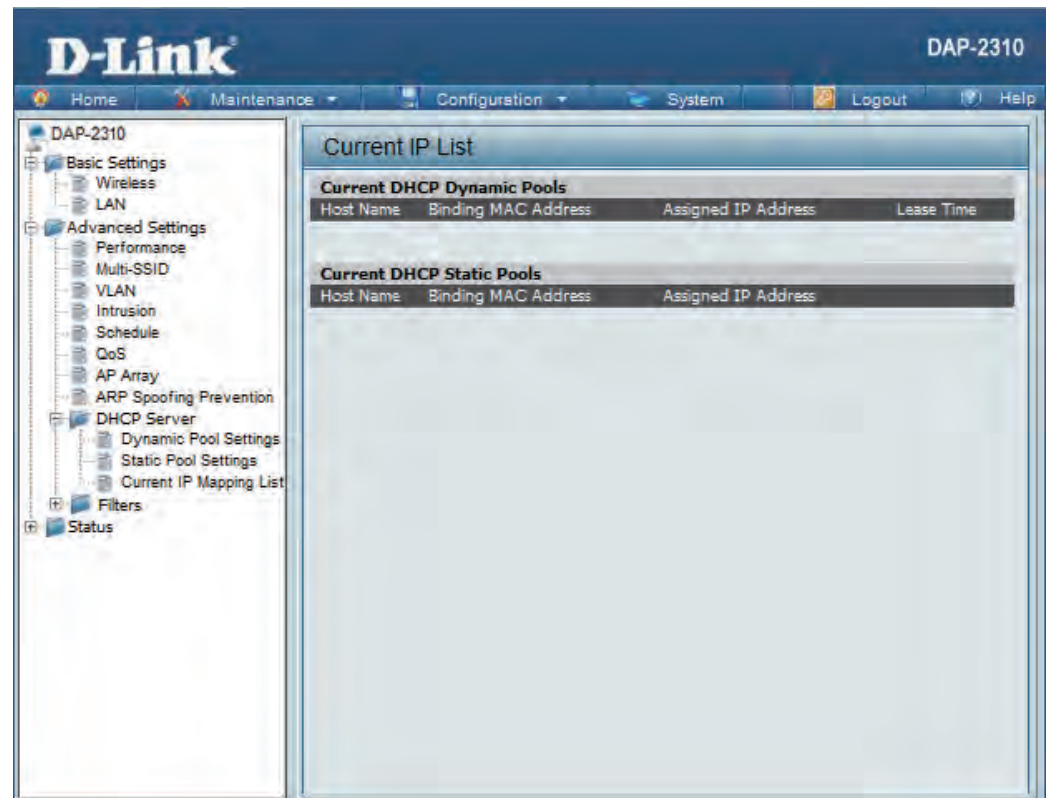 D-Link
DAP-2310
Home Maintenance Configuration System Logout Help
DAP-2310
Basic Settings
Wireless
LAN
Advanced Settings
Performance
Multi-SSID
VLAN
Intrusion
Schedule
QoS
AP Array
ARP Spoofing Prevention
DHCP Server
Dynamic Pool Settings
Static Pool Settings
Current IP Mapping List
Filters
Status
Current IP List
Current DHCP Dynamic Pools
Host Name Binding MAC Address Assigned IP Address Lease Time
Current DHCP Static Pools
Host Name Binding MAC Address Assigned IP Address